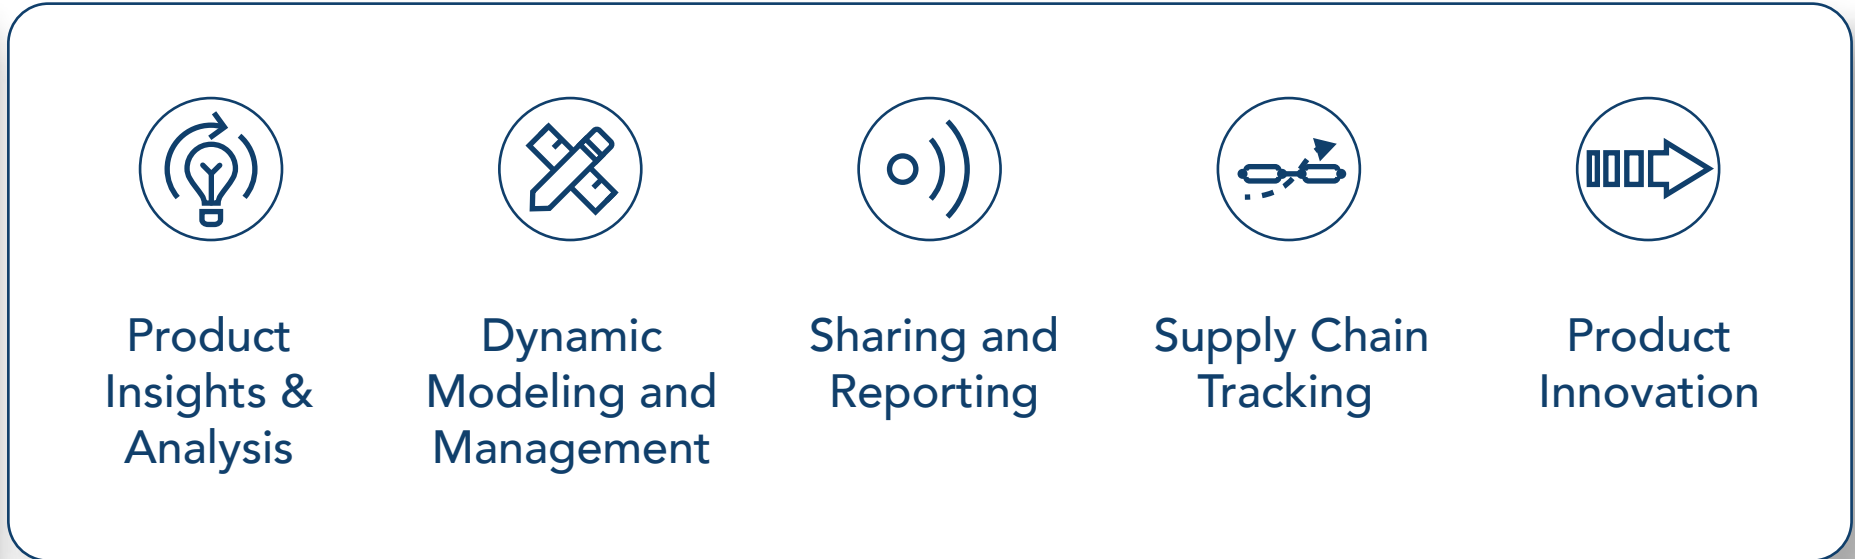 Product
Insights &
Analysis
Dynamic
Modeling and
Management
Sharing and
Reporting
Supply Chain
Tracking
Product
Innovation